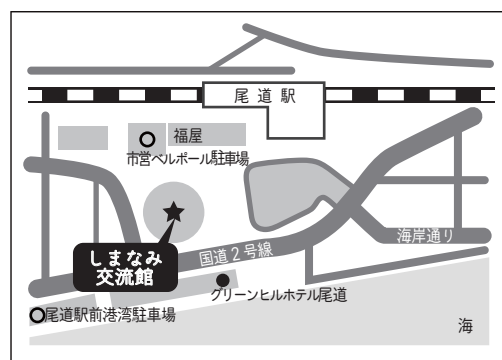 尾道駅
福屋
市営ベルポール駐車場
しまなみ
交流館
国道2号線
海岸通り
グリーンヒルホテル尾道
尾道駅前港湾駐車場
海